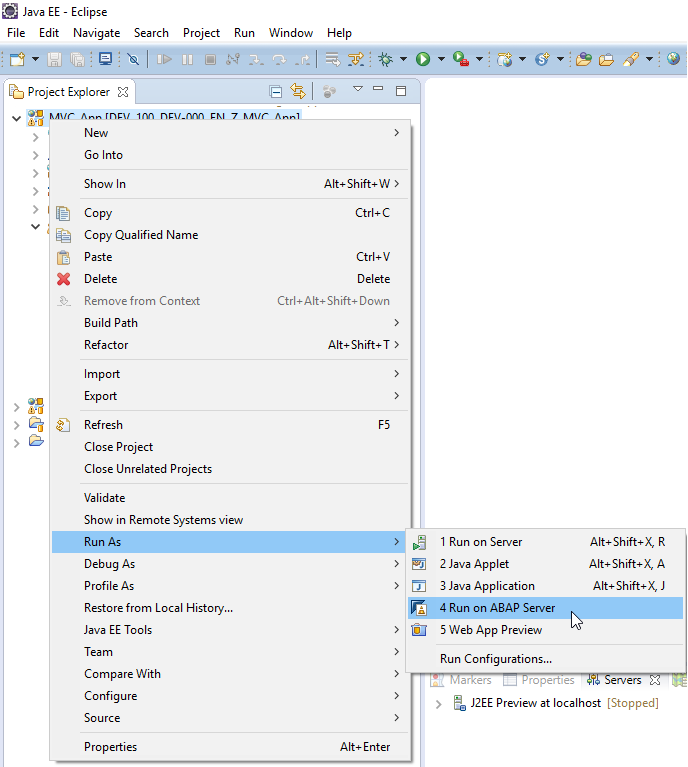 Java EE - Eclipse
File Edit Navigate Search Project Run Window Help
Project Explorer
MVC_Ann [DEV_100_DEV-000_EN_Z_MVC_Ann]
New
Go Into
Show In Alt+Shift+W
Copy Ctrl+C
Copy Qualified Name
Paste Ctrl+V
Delete Delete
Remove from Context Ctrl+Alt+Shift+Down
Build Path
Refactor Alt+Shift+T
Import
Export
Refresh F5
Close Project
Close Unrelated Projects
Validate
Show in Remote Systems view
Run As
Debug As
Profile As
Restore from Local History...
Java EE Tools
Team
Compare With
Configure
Source
Properties Alt+Enter
1 Run on Server Alt+Shift+X, R
2 Java Applet Alt+Shift+X, A
3 Java Application Alt+Shift+X, J
4 Run on ABAP Server
5 Web App Preview
Run Configurations...
Markers Properties Servers
J2EE Preview at localhost [Stopped]